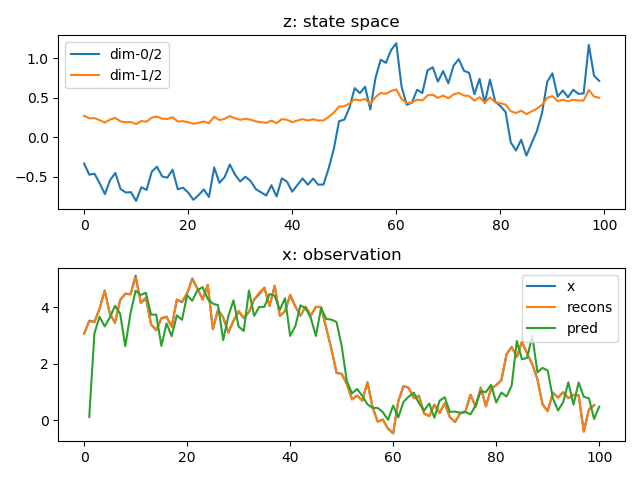 z: state space
dim-0/2
dim-1/2
1.0
0.5
0.0
−0.5
0 20 40 60 80 100
x: observation
x
recons
pred
4
2
0
0 20 40 60 80 100